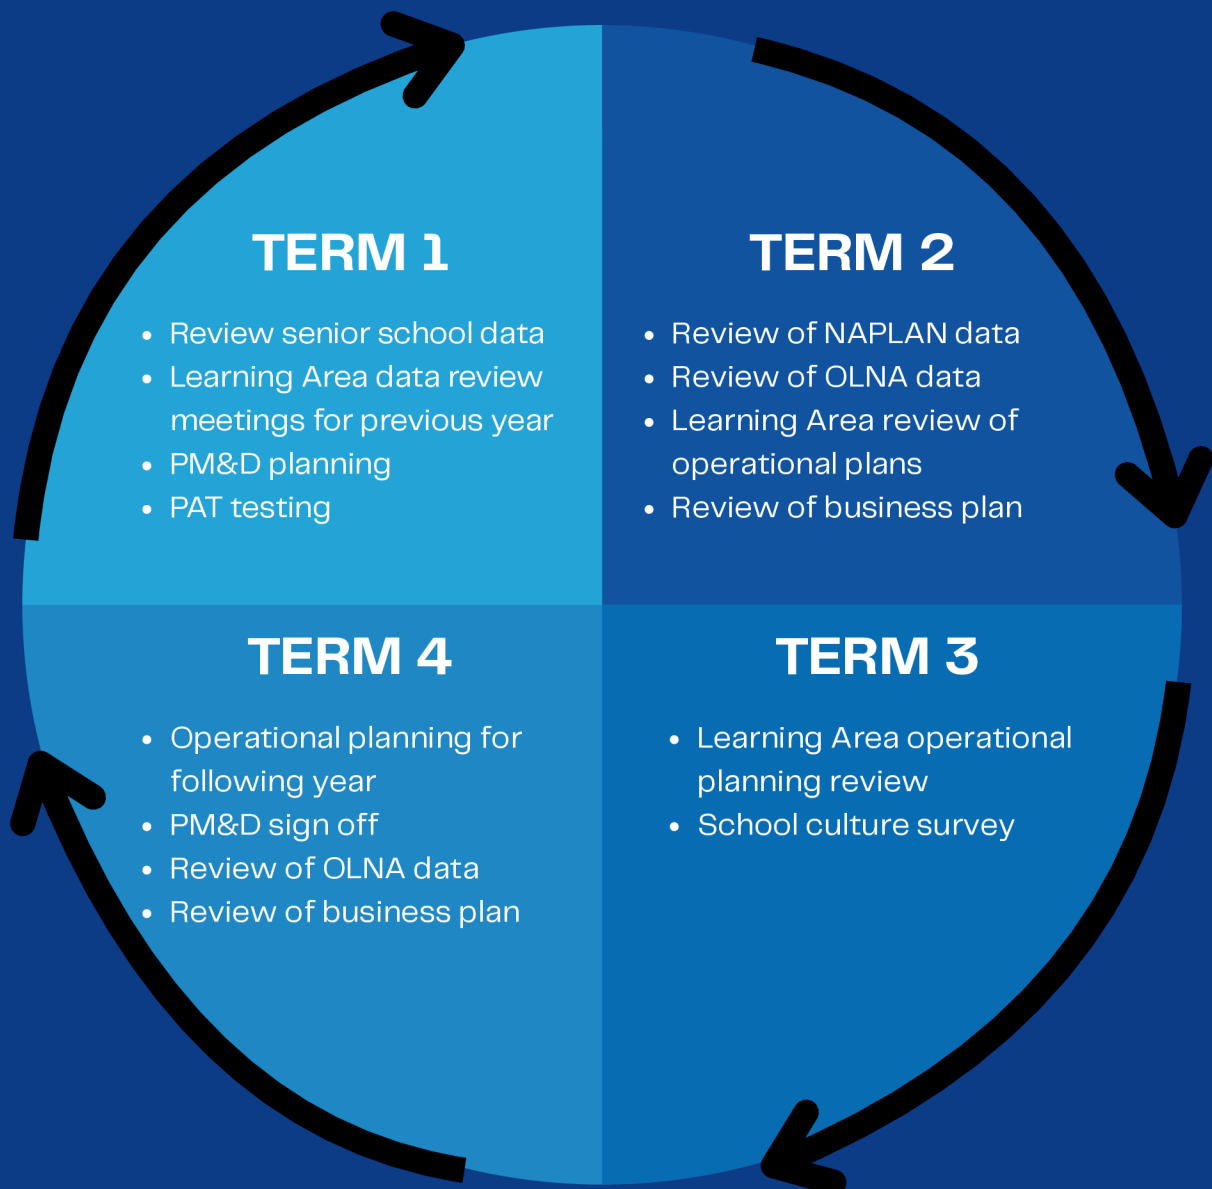 TERM 1
• Review senior school data
• Learning Area data review
meetings for previous year
• PM&D planning
• PAT testing
TERM 2
• Review of NAPLAN data
• Review of OLNA data
• Learning Area review of
operational plans
• Review of business plan
TERM 3
• Learning Area operational
planning review
• School culture survey
TERM 4
• Operational planning for
following year
• PM&D sign off
• Review of OLNA data
• Review of business plan